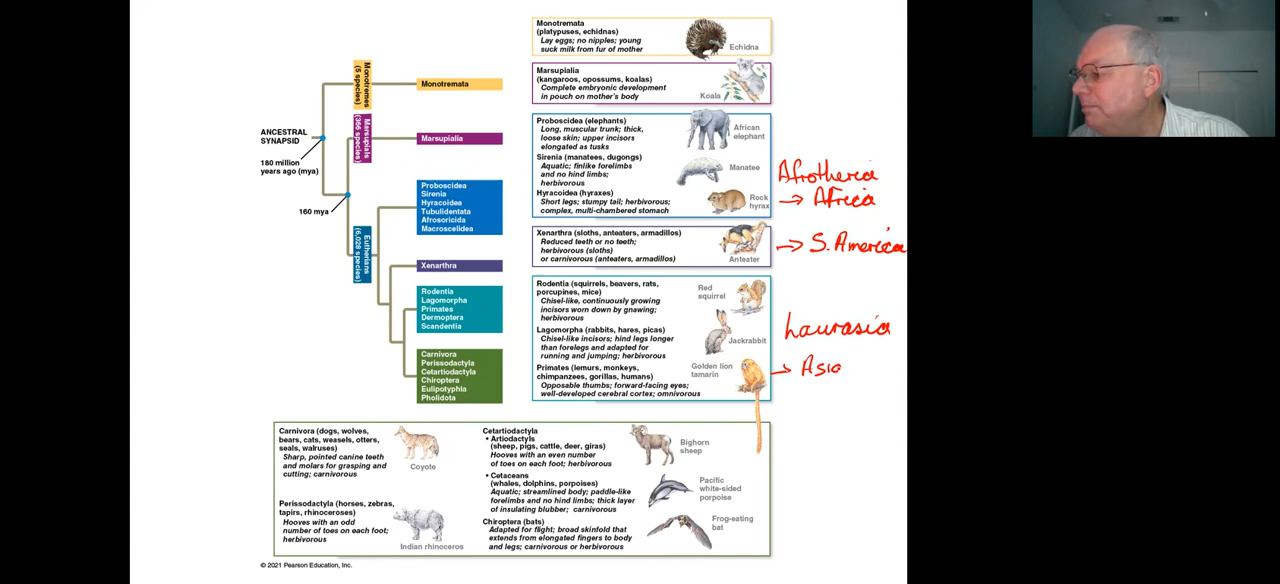 Monotremata
(platypuses, echidnas)
Lay eggs; no nipples; young
suck milk from fur of mother
Echidna
Marsupialia
(kangaroos, opossums, koalas)
Complete embryonic development
in pouch on mother's body
Koala
Monotremes
(5 species)
Monotremata
ANCESTRAL
SYNAPSID
180 million
years ago (mya)
Marsupials
(366 species)
Marsupialia
160 mya
Eutherians
(6,028 species)
Proboscidea
Sirenia
Hyracoidea
Tubulidentata
Afrosoricida
Macroscelidea
Xenarthra
Rodentia
Lagomorpha
Primates
Dermoptera
Scandentia
Carnivora
Perissodactyla
Cetartiodactyla
Chiroptera
Eulipotyphla
Pholidota
Proboscidea (elephants)
Long, muscular trunk; thick,
loose skin; upper incisors
elongated as tusks
African
elephant
Sirenia (manatees, dugongs)
Aquatic; finlike forelimbs
and no hind limbs;
herbivorous
Manatee
Hyracoidea (hyraxes)
Short legs; stumpy tail; herbivorous;
complex, multi-chambered stomach
Rock
hyrax
Afrotheria
→ Africa
Xenarthra (sloths, anteaters, armadillos)
Reduced teeth or no teeth;
herbivorous (sloths)
or carnivorous (anteaters, armadillos)
Anteater
→ S. America
Rodentia (squirrels, beavers, rats,
porcupines, mice)
Chisel-like, continuously growing
incisors worn down by gnawing;
herbivorous
Red
squirrel
Lagomorpha (rabbits, hares, picas)
Chisel-like incisors; hind legs longer
than forelegs and adapted for
running and jumping; herbivorous
Jackrabbit
Primates (lemurs, monkeys,
chimpanzees, gorillas, humans)
Opposable thumbs; forward-facing eyes;
well-developed cerebral cortex; omnivorous
Golden lion
tamarin
Laurasia
→ Asia
Carnivora (dogs, wolves,
bears, cats, weasels, otters,
seals, walruses)
Sharp, pointed canine teeth
and molars for grasping and
cutting; carnivorous
Coyote
Perissodactyla (horses, zebras,
tapirs, rhinoceroses)
Hooves with an odd
number of toes on each foot;
herbivorous
Indian rhinoceros
Cetartiodactyla
• Artiodactyls
(sheep, pigs, cattle, deer, giras)
Hooves with an even number
of toes on each foot; herbivorous
Bighorn
sheep
• Cetaceans
(whales, dolphins, porpoises)
Aquatic; streamlined body; paddle-like
forelimbs and no hind limbs; thick layer
of insulating blubber; carnivorous
Pacific
white-sided
porpoise
Chiroptera (bats)
Adapted for flight; broad skinfold that
extends from elongated fingers to body
and legs; carnivorous or herbivorous
Frog-eating
bat
© 2021 Pearson Education, Inc.